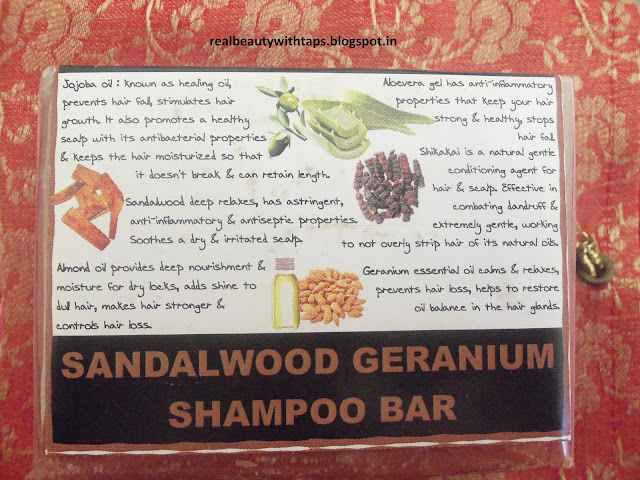 realbeautywithtaps.blogspot.in
Jojoba oil : Known as healing oil,
prevents hair fall, stimulates hair
growth. It also promotes a healthy
scalp with its antibacterial properties
& keeps the hair moisturized so that
it doesn't break & can retain length.
Aloevera gel has anti-inflammatory
properties that keep your hair
strong & healthy, stops
hair fall.
Shikakai is a natural gentle
conditioning agent for
hair & scalp. Effective in
combating dandruff &
extremely gentle, working
to not overly strip hair of its natural oils.
Sandalwood deep relaxes, has astringent,
anti-inflammatory & antiseptic properties.
Soothes a dry & irritated scalp.
Almond oil provides deep nourishment &
moisture for dry locks, adds shine to
dull hair, makes hair stronger &
controls hair loss.
Geranium essential oil calms & relaxes,
prevents hair loss, helps to restore
oil balance in the hair glands.
SANDALWOOD GERANIUM
SHAMPOO BAR